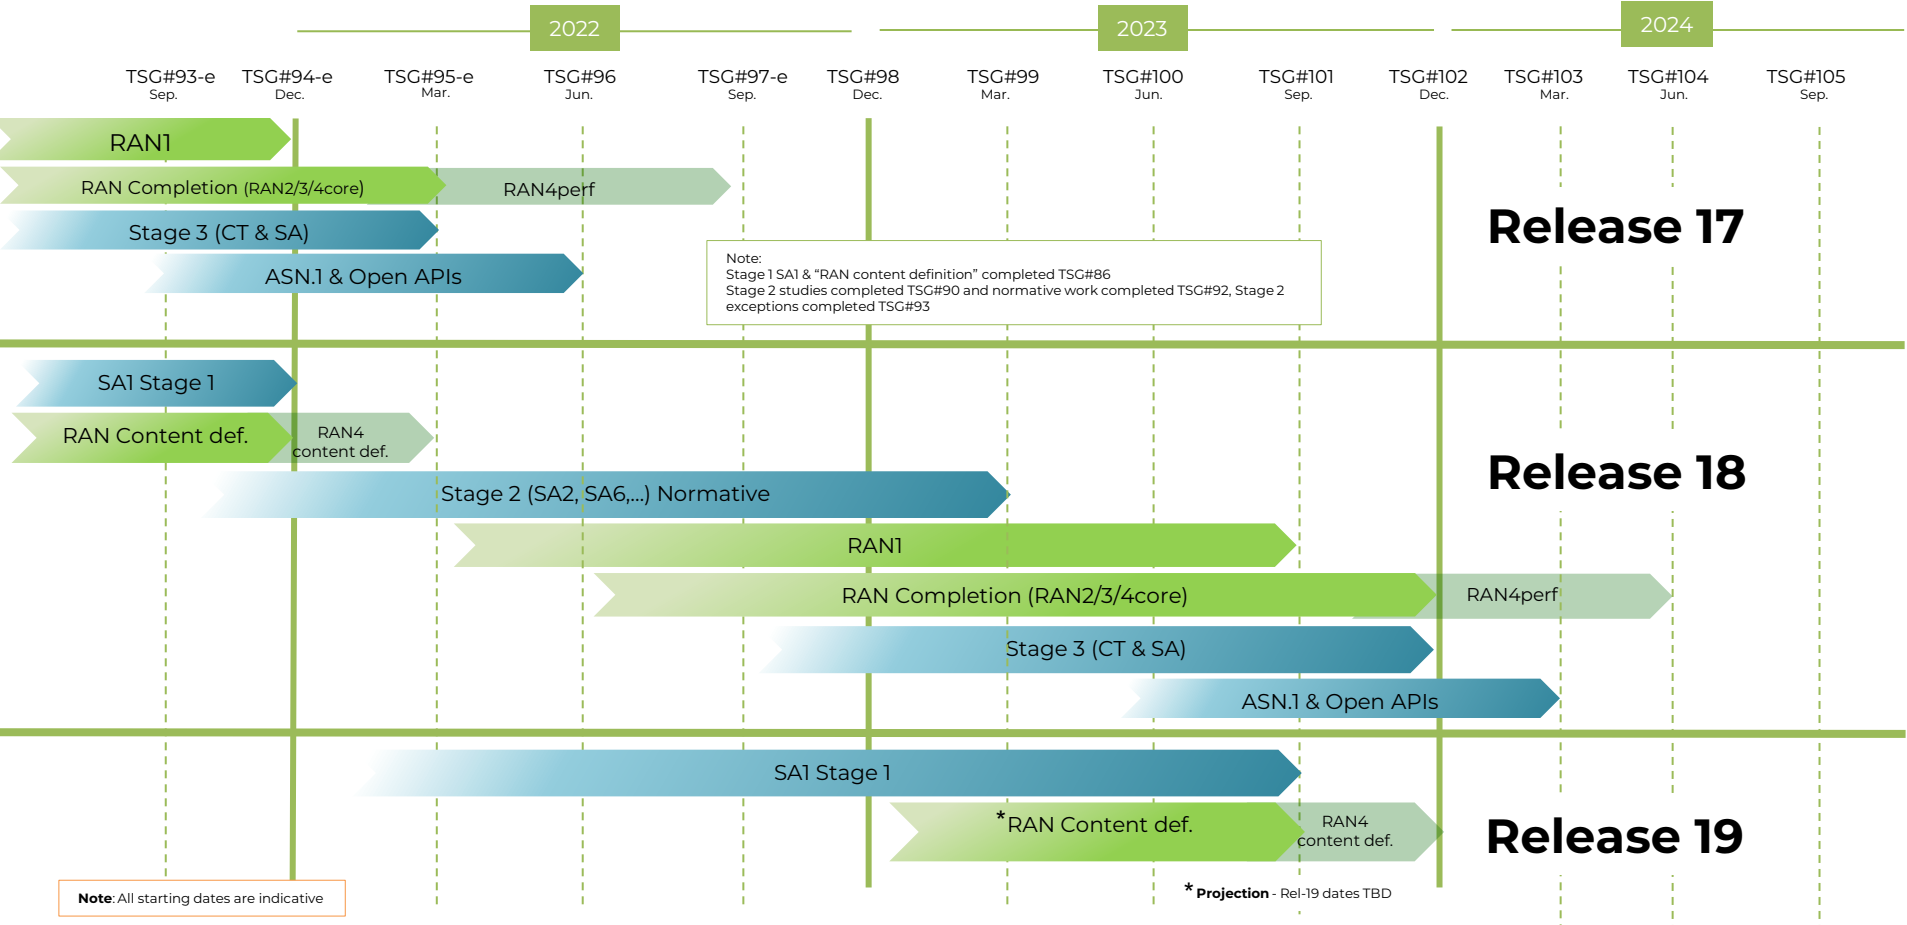 2022
2023
2024
TSG#93-e
Sep.
TSG#94-e
Dec.
TSG#95-e
Mar.
TSG#96
Jun.
TSG#97-e
Sep.
TSG#98
Dec.
TSG#99
Mar.
TSG#100
Jun.
TSG#101
Sep.
TSG#102
Dec.
TSG#103
Mar.
TSG#104
Jun.
TSG#105
Sep.
RAN1
RAN Completion (RAN2/3/4core)
RAN4perf
Stage 3 (CT & SA)
ASN.1 & Open APIs
Release 17
Note:
Stage 1 SA1 & “RAN content definition” completed TSG#86
Stage 2 studies completed TSG#90 and normative work completed TSG#92, Stage 2
exceptions completed TSG#93
SA1 Stage 1
RAN Content def.
RAN4
content def.
Stage 2 (SA2, SA6,...) Normative
Release 18
RAN1
RAN Completion (RAN2/3/4core)
RAN4perf
Stage 3 (CT & SA)
ASN.1 & Open APIs
SA1 Stage 1
*RAN Content def.
RAN4
content def.
Release 19
Note: All starting dates are indicative
* Projection - Rel-19 dates TBD